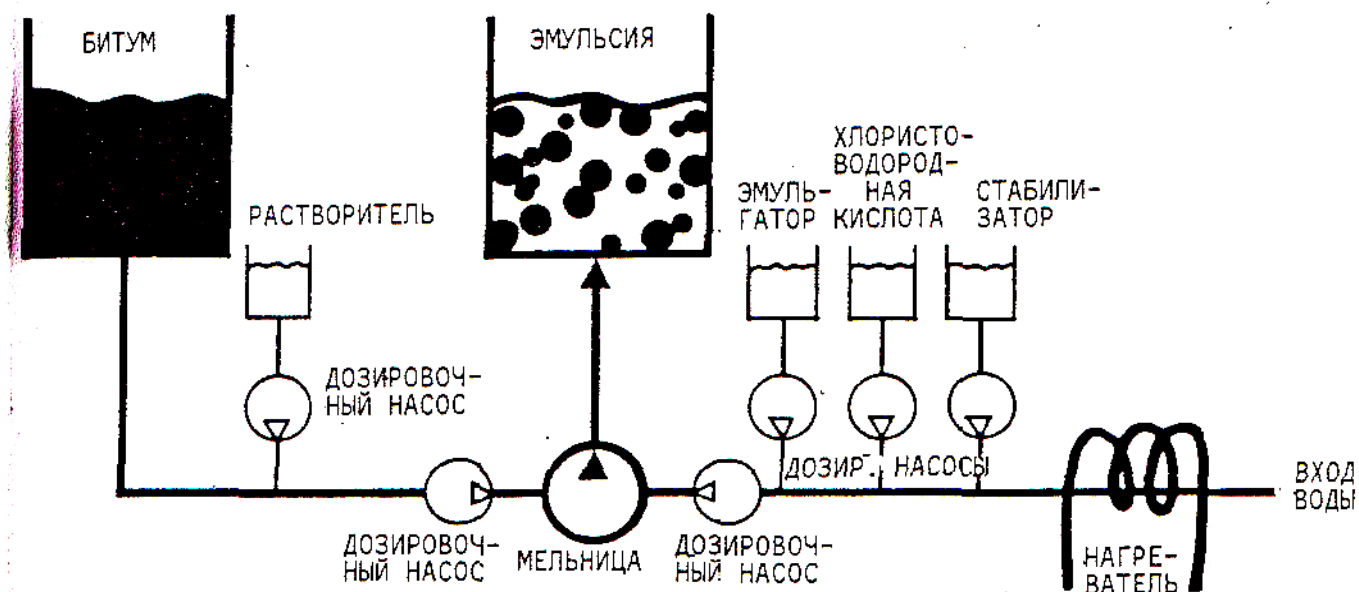 БИТУМ
ЭМУЛЬСИЯ
РАСТВОРИТЕЛЬ
ЭМУЛЬ-
ГАТОР
ХЛОРИСТО-
ВОДОРОД-
НАЯ
КИСЛОТА
СТАБИЛИ-
ЗАТОР
ДОЗИРОВОЧ-
НЫЙ НАСОС
ДОЗИР. НАСОСЫ
ВХОД
ВОДЫ
ДОЗИРОВОЧ-
НЫЙ НАСОС
МЕЛЬНИЦА
ДОЗИРОВОЧ-
НЫЙ НАСОС
НАГРЕ-
ВАТЕЛЬ